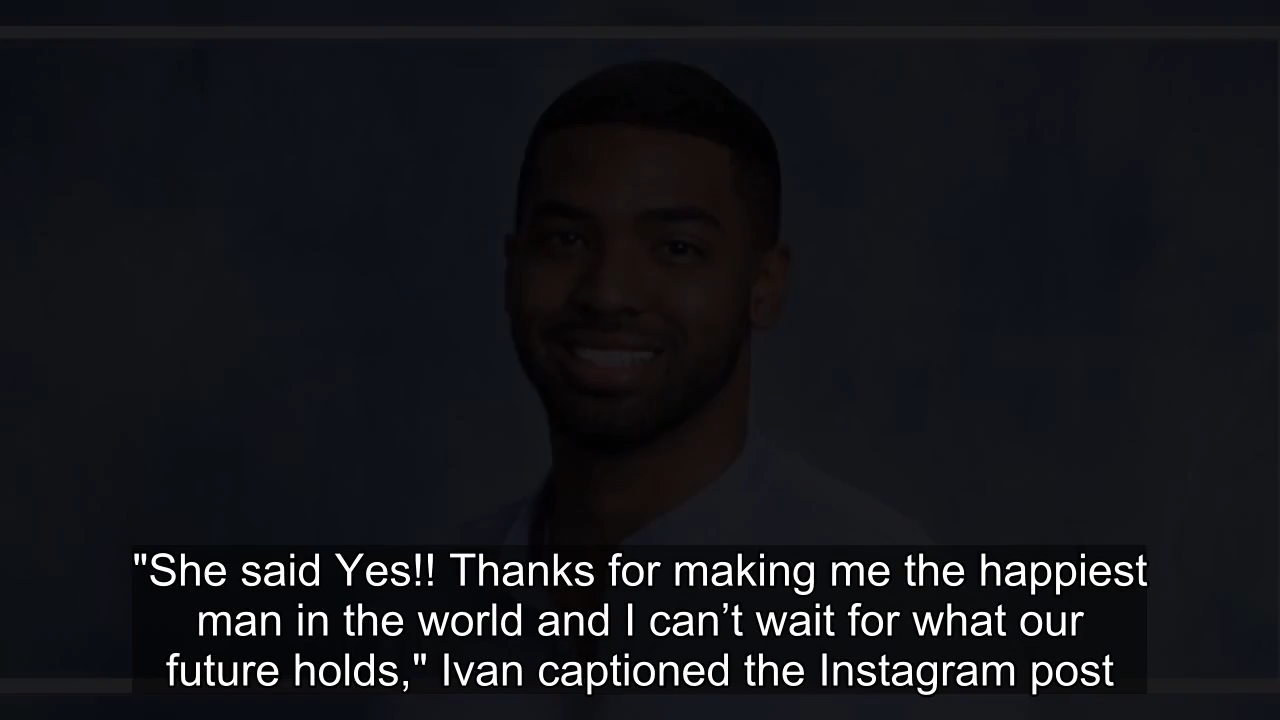 "She said Yes!! Thanks for making me the happiest
man in the world and I can’t wait for what our
future holds," Ivan captioned the Instagram post